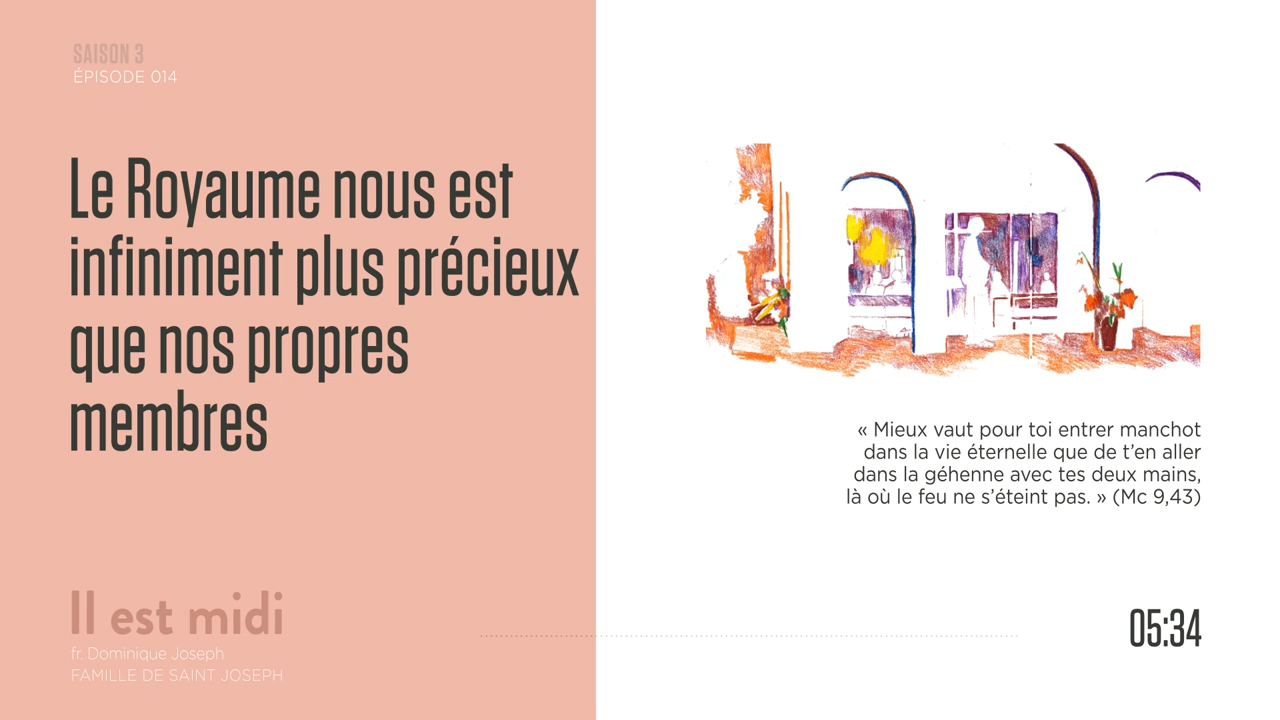 SAISON 3
ÉPISODE 014
Le Royaume nous est
infiniment plus précieux
que nos propres
membres
« Mieux vaut pour toi entrer manchot
dans la vie éternelle que de t’en aller
dans la géhenne avec tes deux mains,
là où le feu ne s’éteint pas. » (Mc 9,43)
Il est midi
fr. Dominique Joseph
FAMILLE DE SAINT JOSEPH
05:34